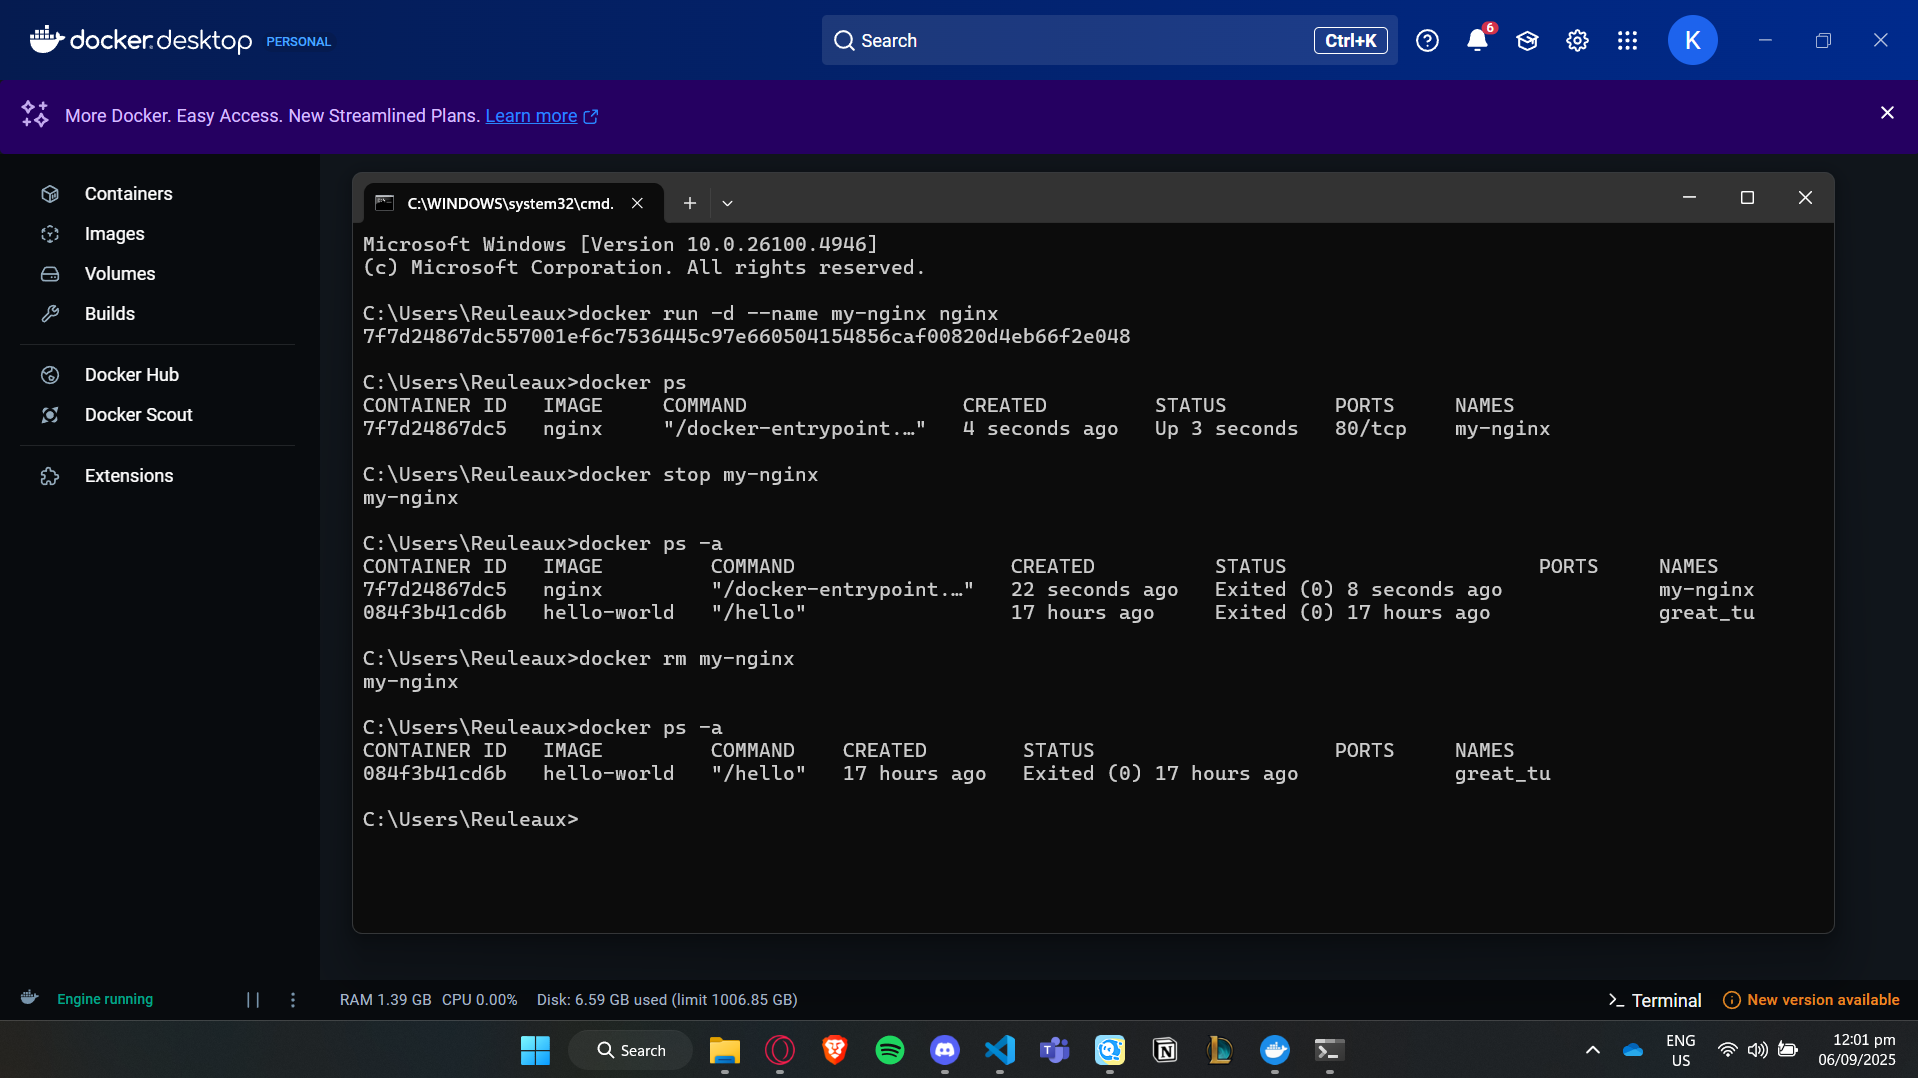 docker.desktop PERSONAL
Search Ctrl+K
6
K
More Docker. Easy Access. New Streamlined Plans. Learn more
Containers
Images
Volumes
Builds
Docker Hub
Docker Scout
Extensions
C:\WINDOWS\system32\cmd.
Microsoft Windows [Version 10.0.26100.4946]
(c) Microsoft Corporation. All rights reserved.
C:\Users\Reuleaux>docker run -d --name my-nginx nginx
7f7d24867dc557001ef6c7536445c97e660504154856caf00820d4eb66f2e048
C:\Users\Reuleaux>docker ps
CONTAINER ID IMAGE COMMAND CREATED STATUS PORTS NAMES
7f7d24867dc5 nginx "/docker-entrypoint.…" 4 seconds ago Up 3 seconds 80/tcp my-nginx
C:\Users\Reuleaux>docker stop my-nginx
my-nginx
C:\Users\Reuleaux>docker ps -a
CONTAINER ID IMAGE COMMAND CREATED STATUS PORTS NAMES
7f7d24867dc5 nginx "/docker-entrypoint.…" 22 seconds ago Exited (0) 8 seconds ago my-nginx
084f3b41cd6b hello-world "/hello" 17 hours ago Exited (0) 17 hours ago great_tu
C:\Users\Reuleaux>docker rm my-nginx
my-nginx
C:\Users\Reuleaux>docker ps -a
CONTAINER ID IMAGE COMMAND CREATED STATUS PORTS NAMES
084f3b41cd6b hello-world "/hello" 17 hours ago Exited (0) 17 hours ago great_tu
C:\Users\Reuleaux>
Engine running
RAM 1.39 GB CPU 0.00% Disk: 6.59 GB used (limit 1006.85 GB)
Terminal
New version available
Search
ENG
US
12:01 pm
06/09/2025